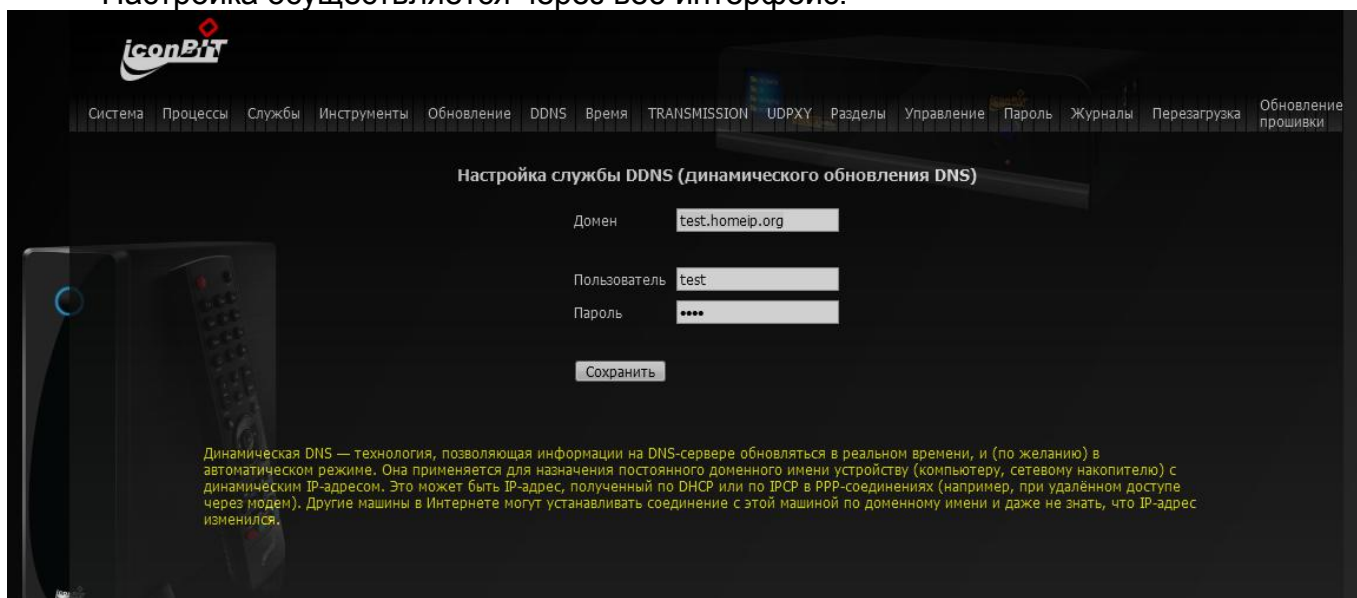 Настройка осуществляется через веб-интерфейс.
iconBIT
Система Процессы Службы Инструменты Обновление DDNS Время TRANSMISSION UDPXY Разделы Управление Пароль Журналы Перезагрузка Обновление прошивки
Настройка службы DDNS (динамического обновления DNS)
Домен test.homeip.org
Пользователь test
Пароль ••••
Сохранить
Динамическая DNS — технология, позволяющая информации на DNS-сервере обновляться в реальном времени, и (по желанию) в
автоматическом режиме. Она применяется для назначения постоянного доменного имени устройству (компьютеру, сетевому накопителю) с
динамическим IP-адресом. Это может быть IP-адрес, полученный по DHCP или по IPCP в PPP-соединениях (например, при удалённом доступе
через модем). Другие машины в Интернете могут устанавливать соединение с этой машиной по доменному имени и даже не знать, что IP-адрес
изменился.